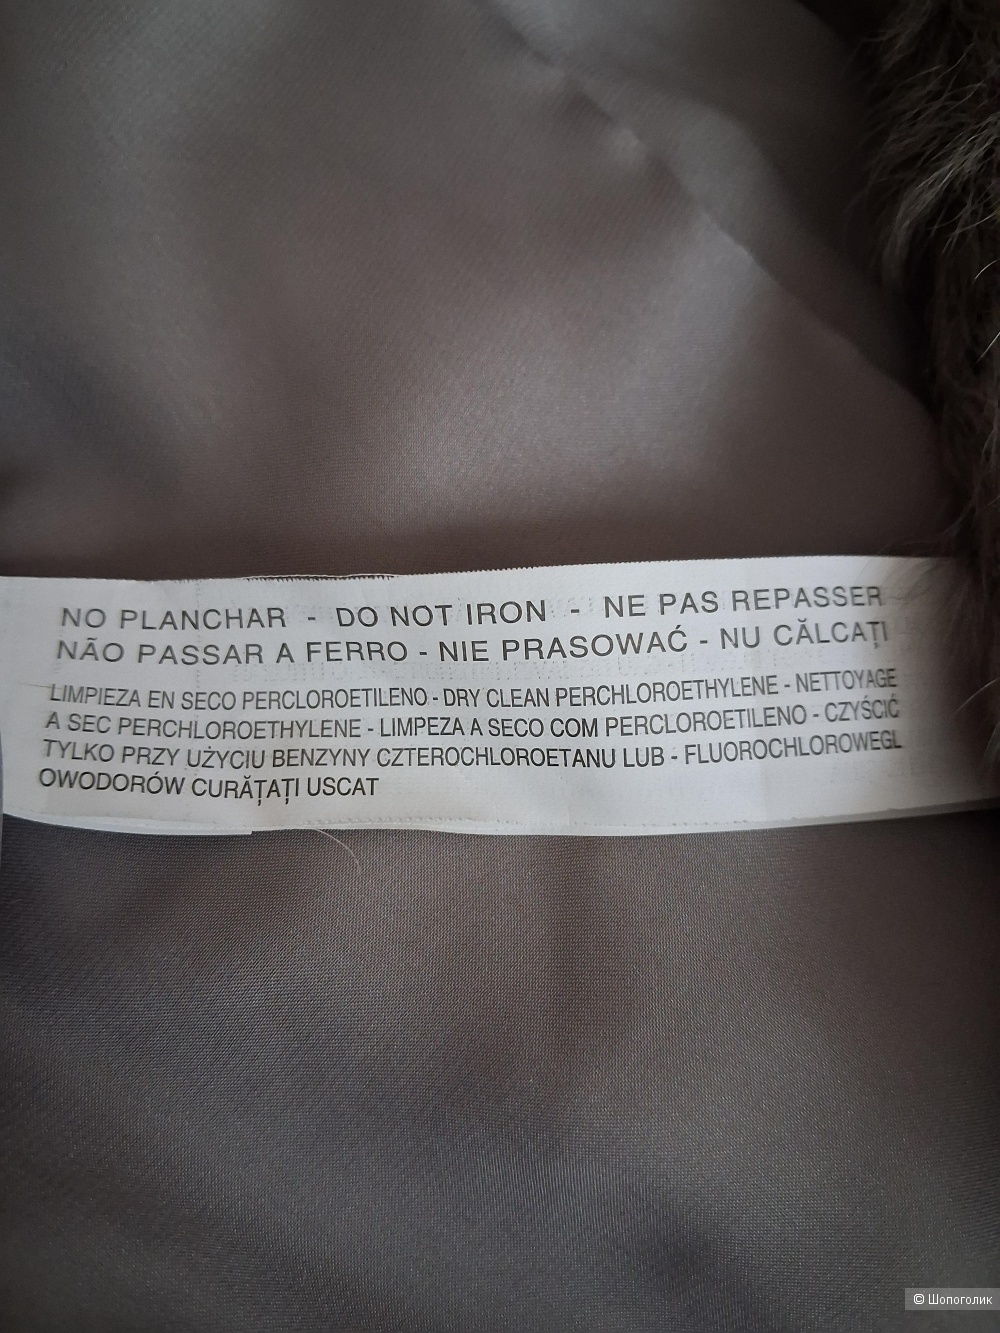 NO PLANCHAR - DO NOT IRON - NE PAS REPASSER
NÃO PASSAR A FERRO - NIE PRASOWAĆ - NU CĂLCAȚI
LIMPIEZA EN SECO PERCLOROETILENO - DRY CLEAN PERCHLOROETHYLENE - NETTOYAGE
A SEC PERCHLOROETHYLENE - LIMPEZA A SECO COM PERCLOROETILENO - CZYŚCIĆ
TYLKO PRZY UŻYCIU BENZYNY CZTEROCHLOROETANU LUB - FLUOROCHLOROWEGL
OWODORÓW CURĂȚAȚI USCAT
© Шопоголик